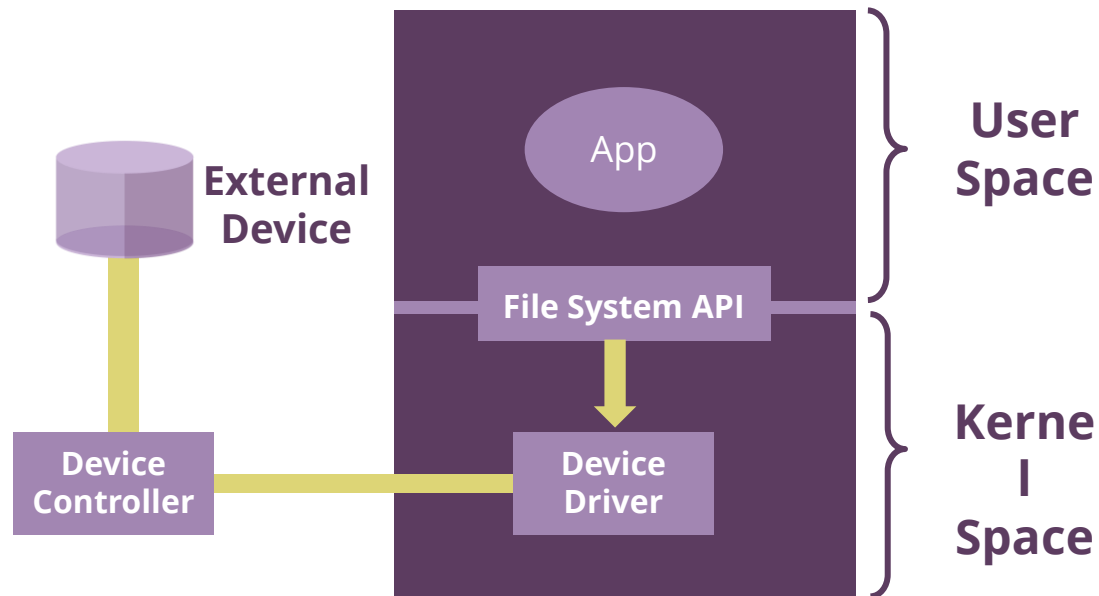 App
User
Space
External
Device
File System API
Kerne
l
Space
Device
Controller
Device
Driver